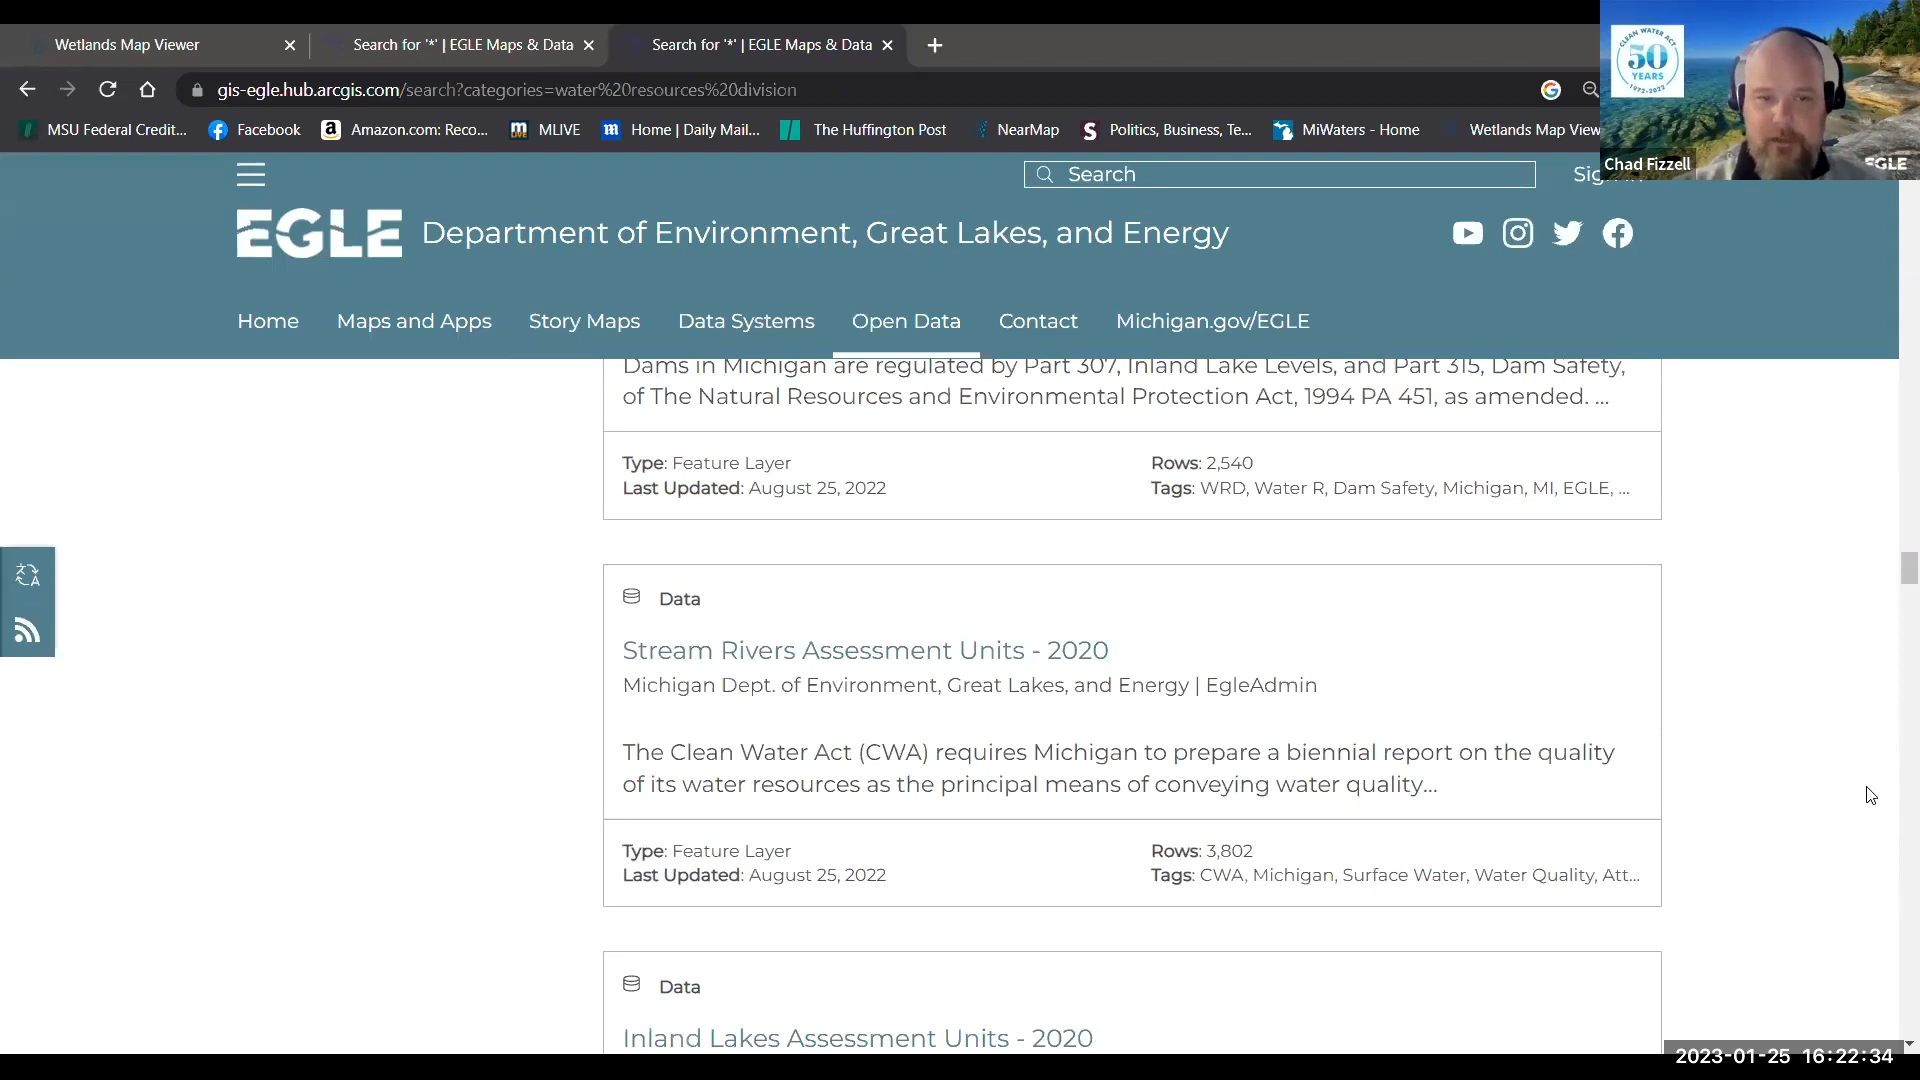 Wetlands Map Viewer
Search for '*' | EGLE Maps & Data
Search for '*' | EGLE Maps & Data
gis-egle.hub.arcgis.com/search?categories=water%20resources%20division
MSU Federal Credit...
Facebook
Amazon.com: Reco...
MLIVE
Home | Daily Mail...
The Huffington Post
NearMap
Politics, Business, Te...
MiWaters - Home
Wetlands Map View
CLEAN WATER ACT
50
YEARS
1972-2022
Chad Fizzell
EGLE
Search
EGLE Department of Environment, Great Lakes, and Energy
Home
Maps and Apps
Story Maps
Data Systems
Open Data
Contact
Michigan.gov/EGLE
Dams in Michigan are regulated by Part 307, Inland Lake Levels, and Part 315, Dam Safety,
of The Natural Resources and Environmental Protection Act, 1994 PA 451, as amended. ...
Type: Feature Layer
Rows: 2,540
Last Updated: August 25, 2022
Tags: WRD, Water R, Dam Safety, Michigan, MI, EGLE, ...
Data
Stream Rivers Assessment Units - 2020
Michigan Dept. of Environment, Great Lakes, and Energy | EgleAdmin
The Clean Water Act (CWA) requires Michigan to prepare a biennial report on the quality
of its water resources as the principal means of conveying water quality...
Type: Feature Layer
Rows: 3,802
Last Updated: August 25, 2022
Tags: CWA, Michigan, Surface Water, Water Quality, Att...
Data
Inland Lakes Assessment Units - 2020
2023-01-25 16:22:34